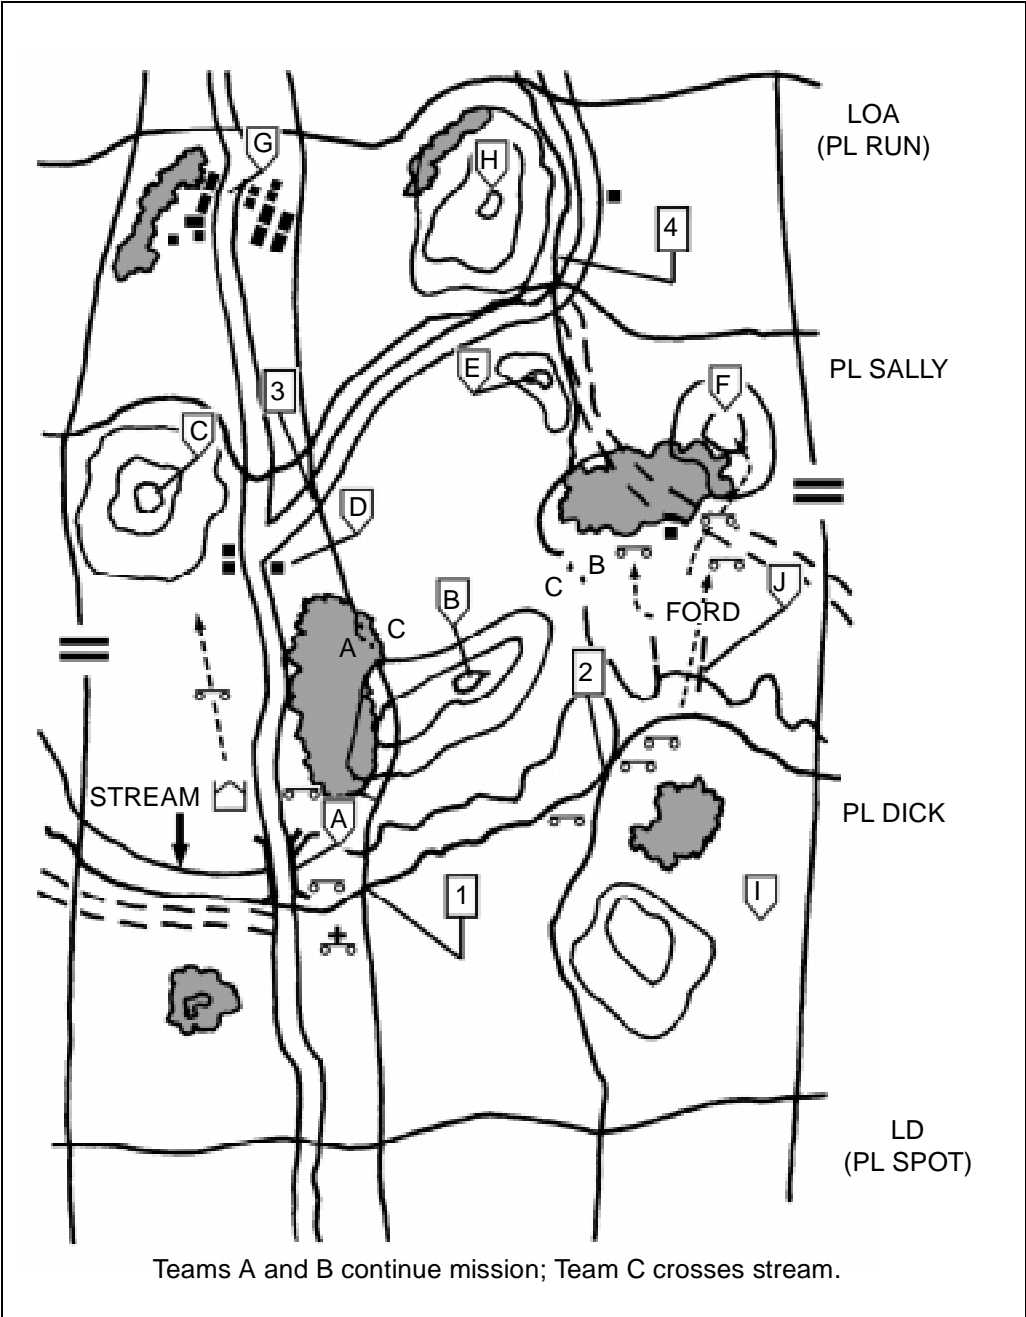 LOA
(PL RUN)
G
H
4
PL SALLY
E
F
3
C
D
B
C
J
B
C
FORD
A
2
STREAM
A
PL DICK
1
I
LD
(PL SPOT)
Teams A and B continue mission; Team C crosses stream.